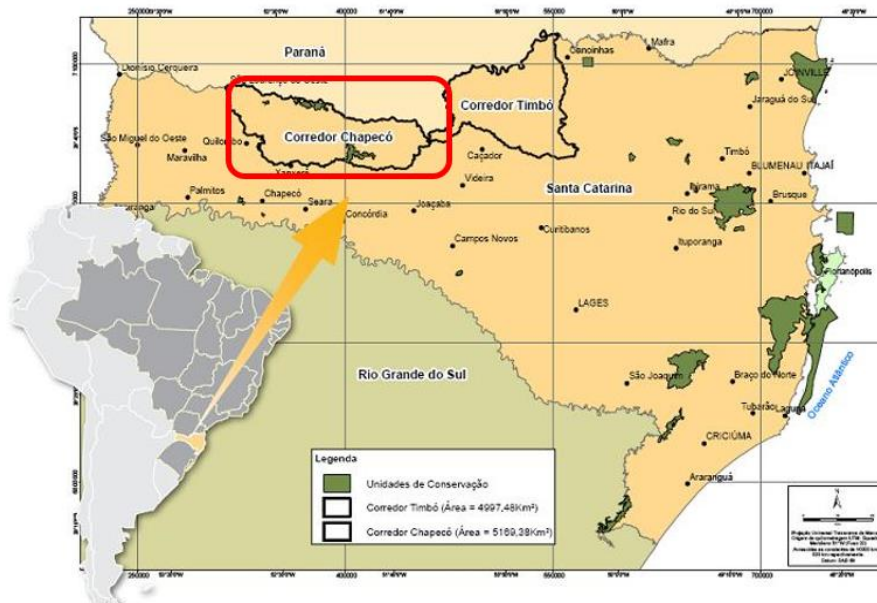 250000
400000
550000
700000
Mafra
Canoinhas
Paraná
Dionísio Cerqueira
JOINVILLE
Corredor Timbó
Jaraguá do Sul
Corredor Chapecó
São Miguel do Oeste
Quilombo
Maravilha
Timbó
Caçador
BLUMENAU
ITAJAÍ
Xanxerê
Videira
Santa Catarina
Ibirama
Brusque
Palmitos
Chapecó
Seara
Joaçaba
Concórdia
Rio do Sul
Curitibanos
Campos Novos
Ituporanga
Florianópolis
LAGES
Rio Grande do Sul
São Joaquim
Braço do Norte
Oceano Atlântico
Tubarão
Laguna
CRICIÚMA
Araranguá
Legenda
Unidades de Conservação
Corredor Timbó (Área = 4997,48Km²)
Corredor Chapecó (Área = 5169,38Km²)
250000
400000
550000
700000